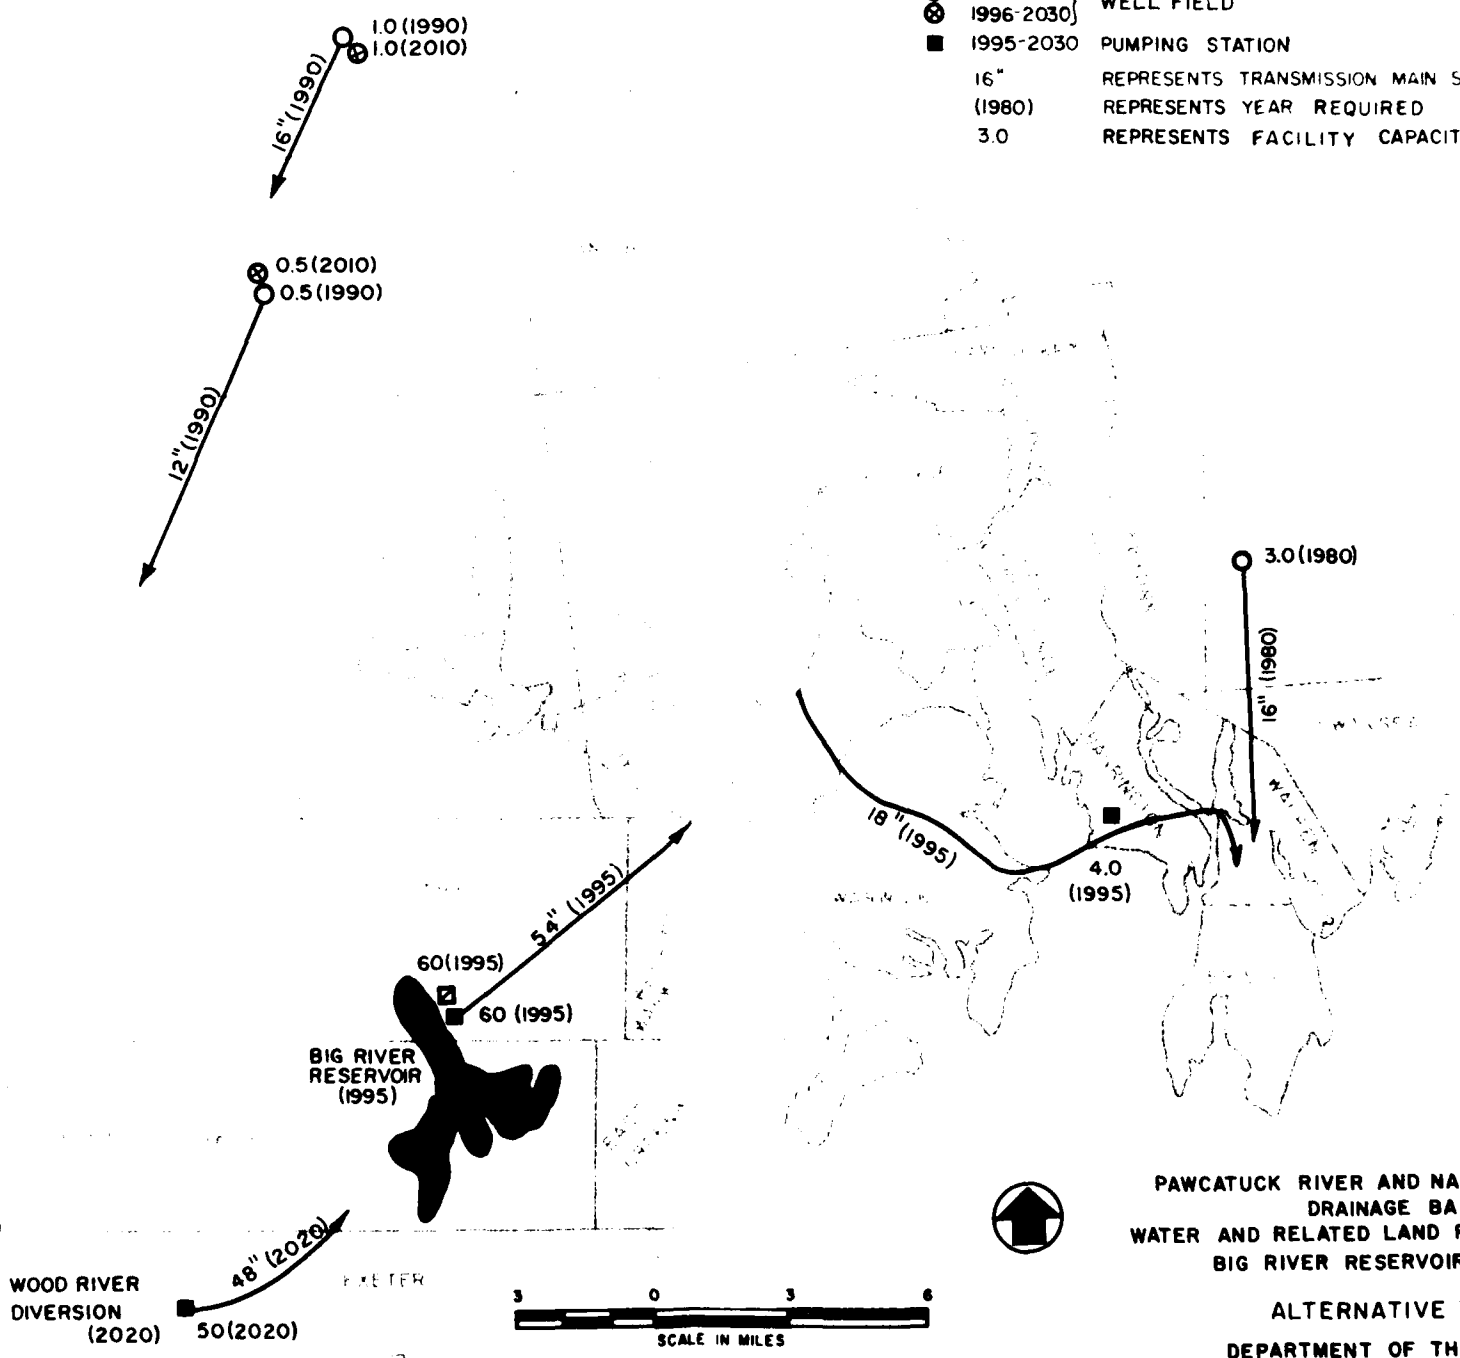 1996-2030} WELL FIELD
1995-2030 PUMPING STATION
16" REPRESENTS TRANSMISSION MAIN S
(1980) REPRESENTS YEAR REQUIRED
3.0 REPRESENTS FACILITY CAPACIT
1.0 (1990)
1.0 (2010)
16" (1990)
0.5 (2010)
0.5 (1990)
12" (1990)
3.0 (1980)
16" (1980)
18" (1995)
4.0
(1995)
54" (1995)
60 (1995)
60 (1995)
BIG RIVER
RESERVOIR
(1995)
48" (2020)
EXETER
WOOD RIVER
DIVERSION
(2020)
50 (2020)
3 0 3 6
SCALE IN MILES
PAWCATUCK RIVER AND NA
DRAINAGE BA
WATER AND RELATED LAND R
BIG RIVER RESERVOIR
ALTERNATIVE
DEPARTMENT OF TH